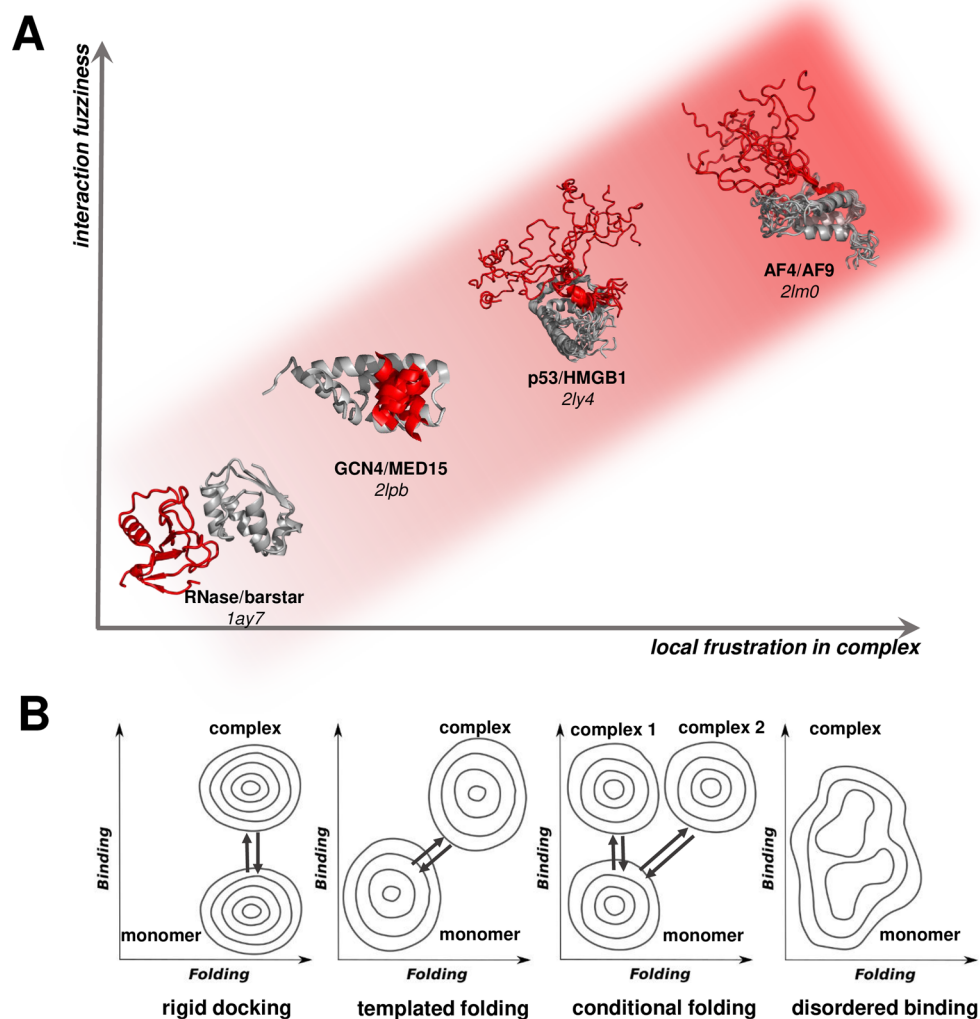 A
interaction fuzziness
AF4/AF9
2lm0
p53/HMGB1
2ly4
GCN4/MED15
2lpb
RNase/barstar
1ay7
local frustration in complex
B
complex
complex
complex 1
complex 2
complex
Binding
Binding
Binding
Binding
monomer
monomer
monomer
monomer
Folding
Folding
Folding
Folding
rigid docking
templated folding
conditional folding
disordered binding